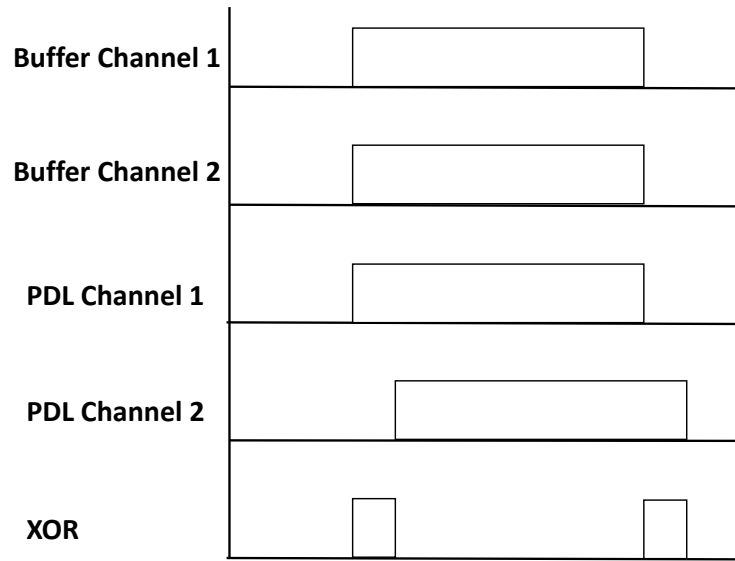 Buffer Channel 1
Buffer Channel 2
PDL Channel 1
PDL Channel 2
XOR